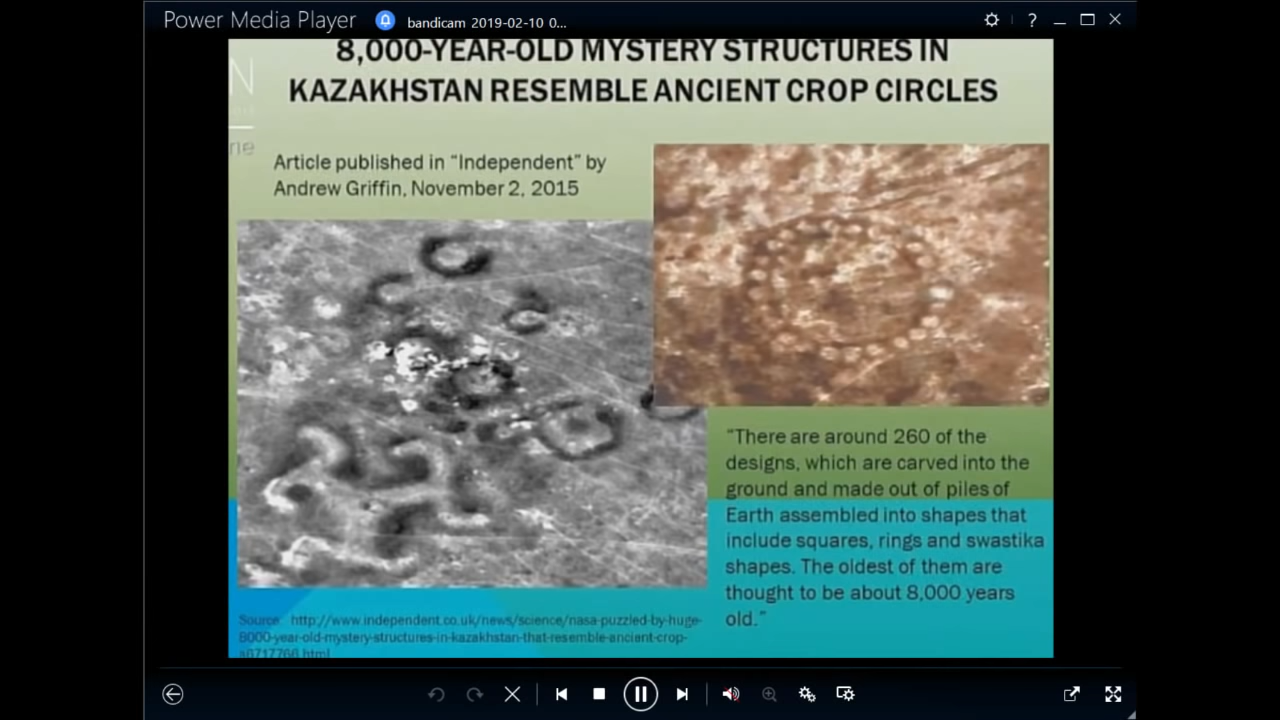 Power Media Player
bandicam 2019-02-10 0...
8,000-YEAR-OLD MYSTERY STRUCTURES IN
KAZAKHSTAN RESEMBLE ANCIENT CROP CIRCLES
N
ne
Article published in “Independent” by
Andrew Griffin, November 2, 2015
“There are around 260 of the
designs, which are carved into the
ground and made out of piles of
Earth assembled into shapes that
include squares, rings and swastika
shapes. The oldest of them are
thought to be about 8,000 years
old.”
Source: http://www.independent.co.uk/news/science/nasa-puzzled-by-huge-
8000-year-old-mystery-structures-in-kazakhstan-that-resemble-ancient-crop-
a6717766.html